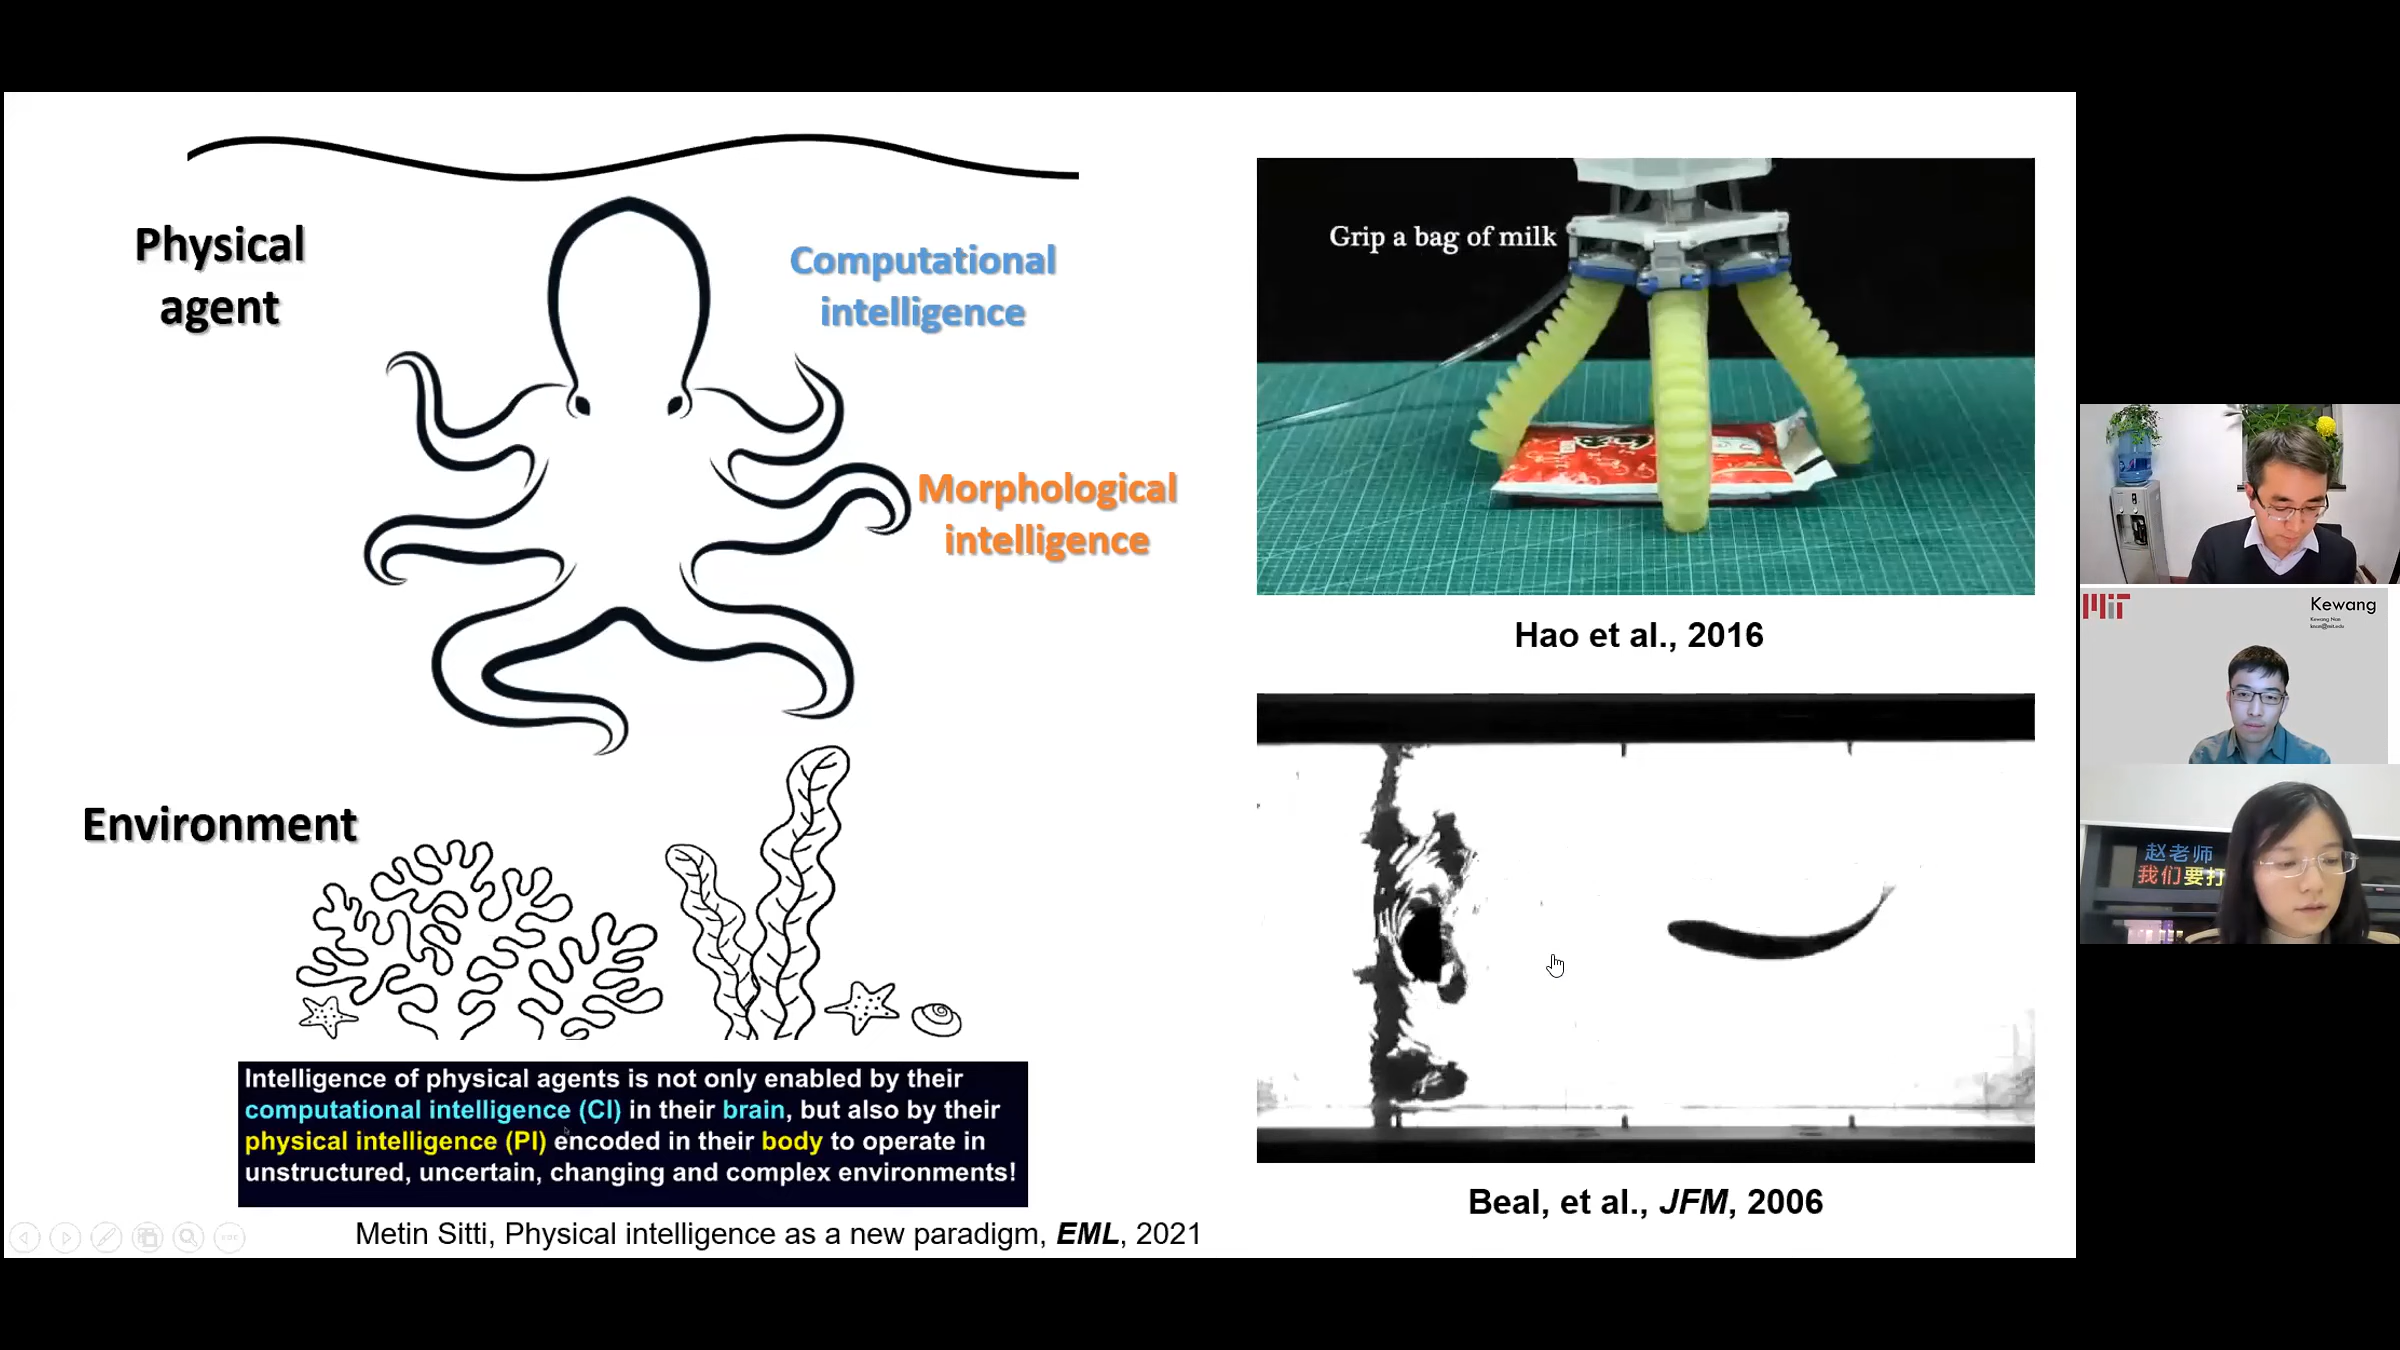 Physical
agent
Computational
intelligence
Morphological
intelligence
Environment
Intelligence of physical agents is not only enabled by their
computational intelligence (CI) in their brain, but also by their
physical intelligence (PI) encoded in their body to operate in
unstructured, uncertain, changing and complex environments!
Metin Sitti, Physical intelligence as a new paradigm, EML, 2021
Grip a bag of milk
Hao et al., 2016
Beal, et al., JFM, 2006
MIT
Kewang
Kewang Nan
赵老师
我们要打